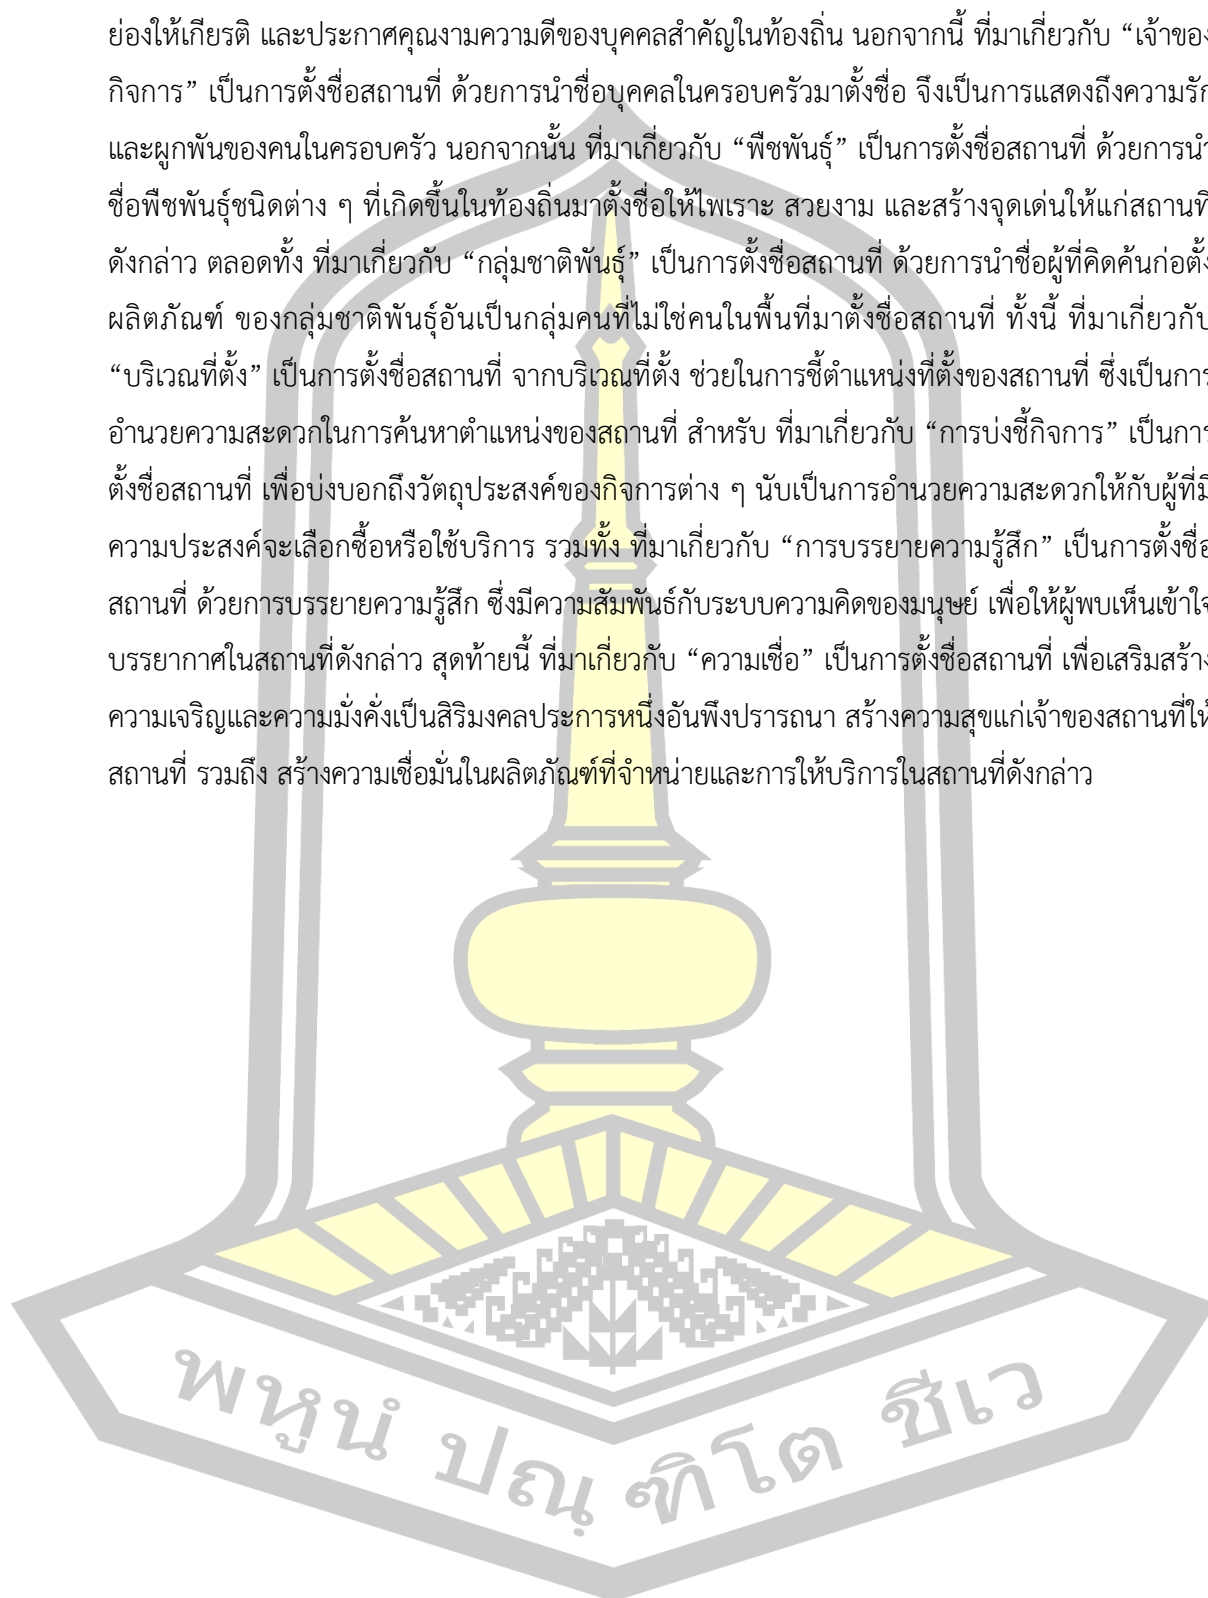 ย่องให้เกียรติ และประกาศคุณงามความดีของบุคคลสำคัญในท้องถิ่น นอกจากนี้ ที่มาเกี่ยวกับ “เจ้าของ
กิจการ” เป็นการตั้งชื่อสถานที่ ด้วยการนำชื่อบุคคลในครอบครัวมาตั้งชื่อ จึงเป็นการแสดงถึงความรัก
และผูกพันของคนในครอบครัว นอกจากนั้น ที่มาเกี่ยวกับ “พืชพันธุ์” เป็นการตั้งชื่อสถานที่ ด้วยการนำ
ชื่อพืชพันธุ์ชนิดต่าง ๆ ที่เกิดขึ้นในท้องถิ่นมาตั้งชื่อให้ไพเราะ สวยงาม และสร้างจุดเด่นให้แก่สถานที่
ดังกล่าว ตลอดทั้ง ที่มาเกี่ยวกับ “กลุ่มชาติพันธุ์” เป็นการตั้งชื่อสถานที่ ด้วยการนำชื่อผู้ที่คิดค้นก่อตั้ง
ผลิตภัณฑ์ ของกลุ่มชาติพันธุ์อันเป็นกลุ่มคนที่ไม่ใช่คนในพื้นที่มาตั้งชื่อสถานที่ ทั้งนี้ ที่มาเกี่ยวกับ
“บริเวณที่ตั้ง” เป็นการตั้งชื่อสถานที่ จากบริเวณที่ตั้ง ช่วยในการชี้ตำแหน่งที่ตั้งของสถานที่ ซึ่งเป็นการ
อำนวยความสะดวกในการค้นหาตำแหน่งของสถานที่ สำหรับ ที่มาเกี่ยวกับ “การบ่งชี้กิจการ” เป็นการ
ตั้งชื่อสถานที่ เพื่อบ่งบอกถึงวัตถุประสงค์ของกิจการต่าง ๆ นับเป็นการอำนวยความสะดวกให้กับผู้ที่มี
ความประสงค์จะเลือกซื้อหรือใช้บริการ รวมทั้ง ที่มาเกี่ยวกับ “การบรรยายความรู้สึก” เป็นการตั้งชื่อ
สถานที่ ด้วยการบรรยายความรู้สึก ซึ่งมีความสัมพันธ์กับระบบความคิดของมนุษย์ เพื่อให้ผู้พบเห็นเข้าใจ
บรรยากาศในสถานที่ดังกล่าว สุดท้ายนี้ ที่มาเกี่ยวกับ “ความเชื่อ” เป็นการตั้งชื่อสถานที่ เพื่อเสริมสร้าง
ความเจริญและความมั่งคั่งเป็นสิริมงคลประการหนึ่งอันพึงปรารถนา สร้างความสุขแก่เจ้าของสถานที่ให้
สถานที่ รวมถึง สร้างความเชื่อมั่นในผลิตภัณฑ์ที่จำหน่ายและการให้บริการในสถานที่ดังกล่าว
พหูนํ ปณฺฑิโต ชีเว